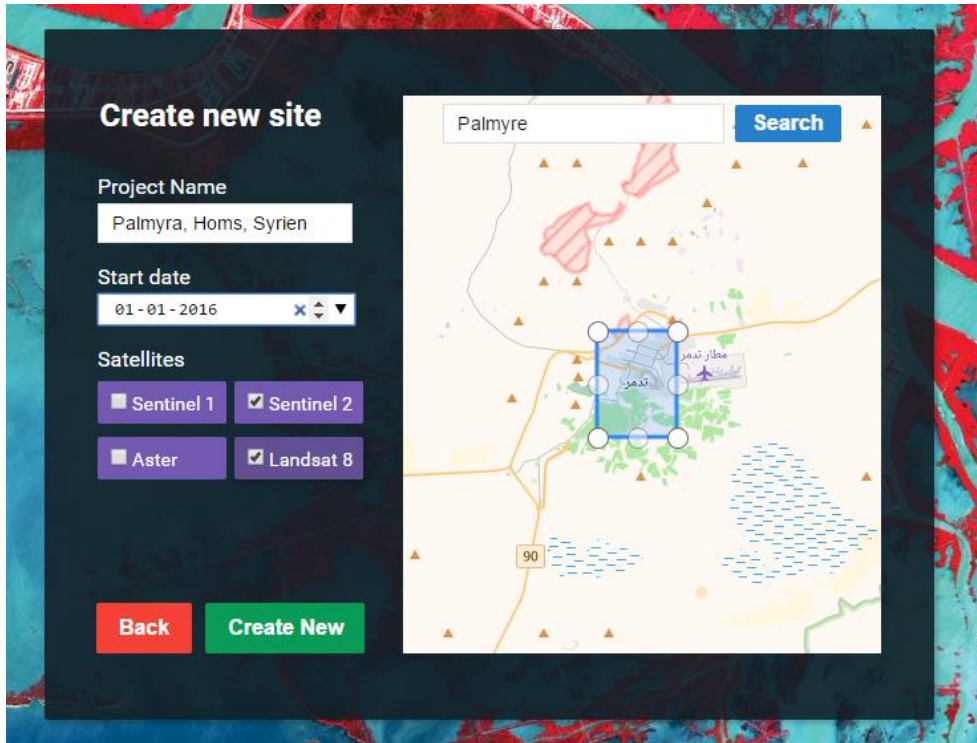 Create new site
Project Name
Palmyra, Homs, Syrien
Start date
01-01-2016
Satellites
Sentinel 1
Sentinel 2
Aster
Landsat 8
Back
Create New
Palmyre
Search
مطار تدمر
تدمر
90